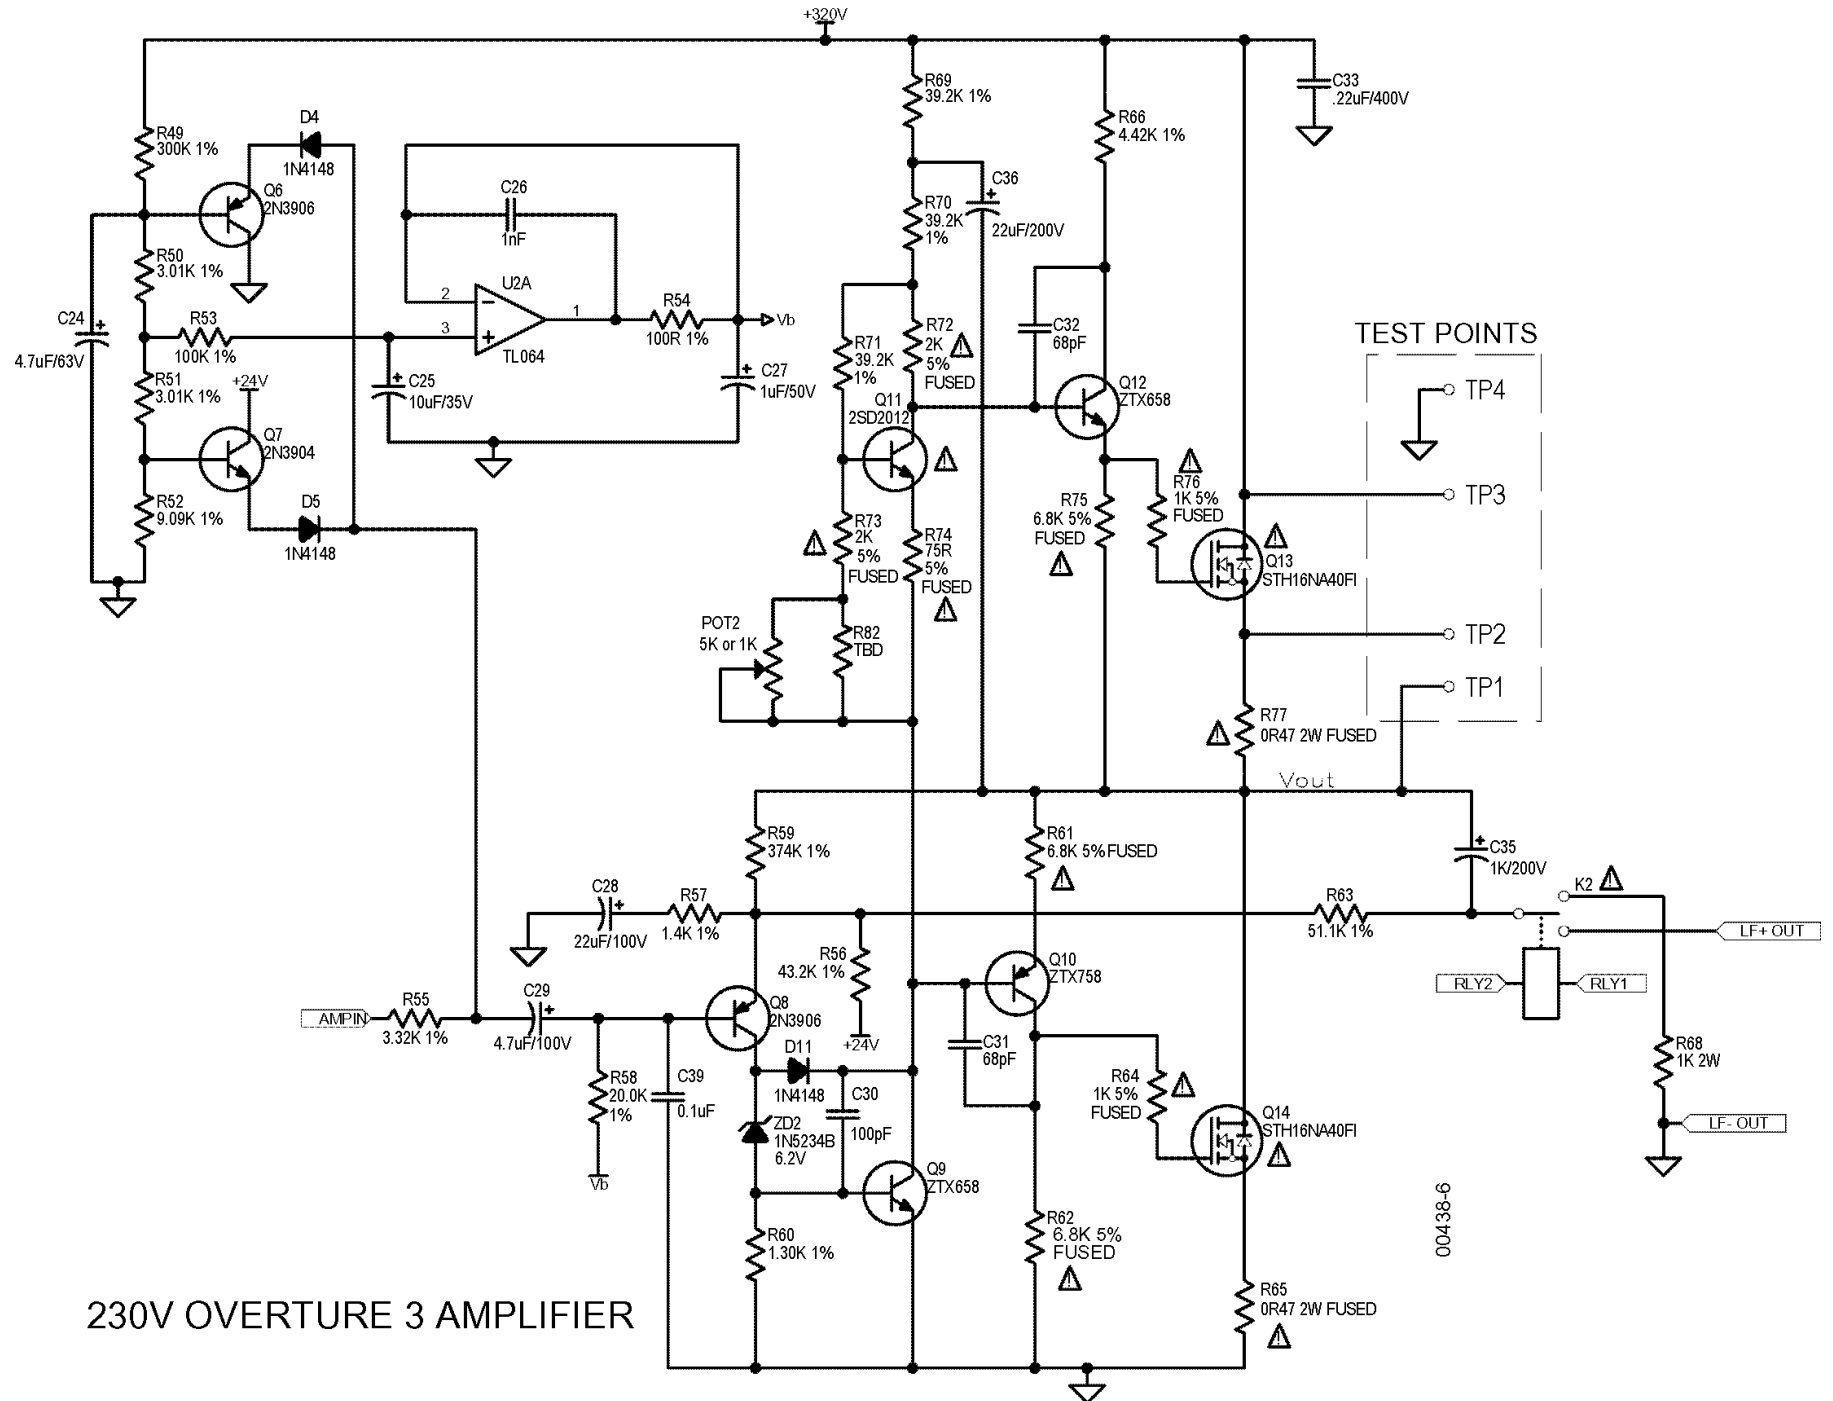 +320V
C33
.22uF/400V
R69
39.2K 1%
R66
4.42K 1%
D4
1N4148
R49
300K 1%
Q6
2N3906
C26
1nF
C36
22uF/200V
R70
39.2K
1%
R50
3.01K 1%
U2A
2
3
1
TL064
R54
100R 1%
Vb
C24
4.7uF/63V
R53
100K 1%
C32
68pF
R71
39.2K
1%
R72
2K
5%
FUSED
TEST POINTS
TP4
TP3
TP2
TP1
R51
3.01K 1%
+24V
C25
10uF/35V
C27
1uF/50V
Q11
2SD2012
Q12
ZTX658
Q7
2N3904
R52
9.09K 1%
D5
1N4148
R73
2K
5%
FUSED
R74
75R
5%
FUSED
R75
6.8K 5%
FUSED
R76
1K 5%
FUSED
Q13
STH16NA40FI
POT2
5K or 1K
R82
TBD
R77
0R47 2W FUSED
Vout
R59
374K 1%
R61
6.8K 5% FUSED
C35
1K/200V
C28
22uF/100V
R57
1.4K 1%
R63
51.1K 1%
K2
LF+ OUT
R56
43.2K 1%
+24V
Q10
ZTX758
RLY2
RLY1
AMPIN
R55
3.32K 1%
C29
4.7uF/100V
Q8
2N3906
D11
1N4148
C31
68pF
R68
1K 2W
R58
20.0K
1%
C39
0.1uF
C30
100pF
R64
1K 5%
FUSED
Q14
STH16NA40FI
LF- OUT
ZD2
1N5234B
6.2V
Vb
Q9
ZTX658
R60
1.30K 1%
R62
6.8K 5%
FUSED
00438-6
R65
0R47 2W FUSED
230V OVERTURE 3 AMPLIFIER